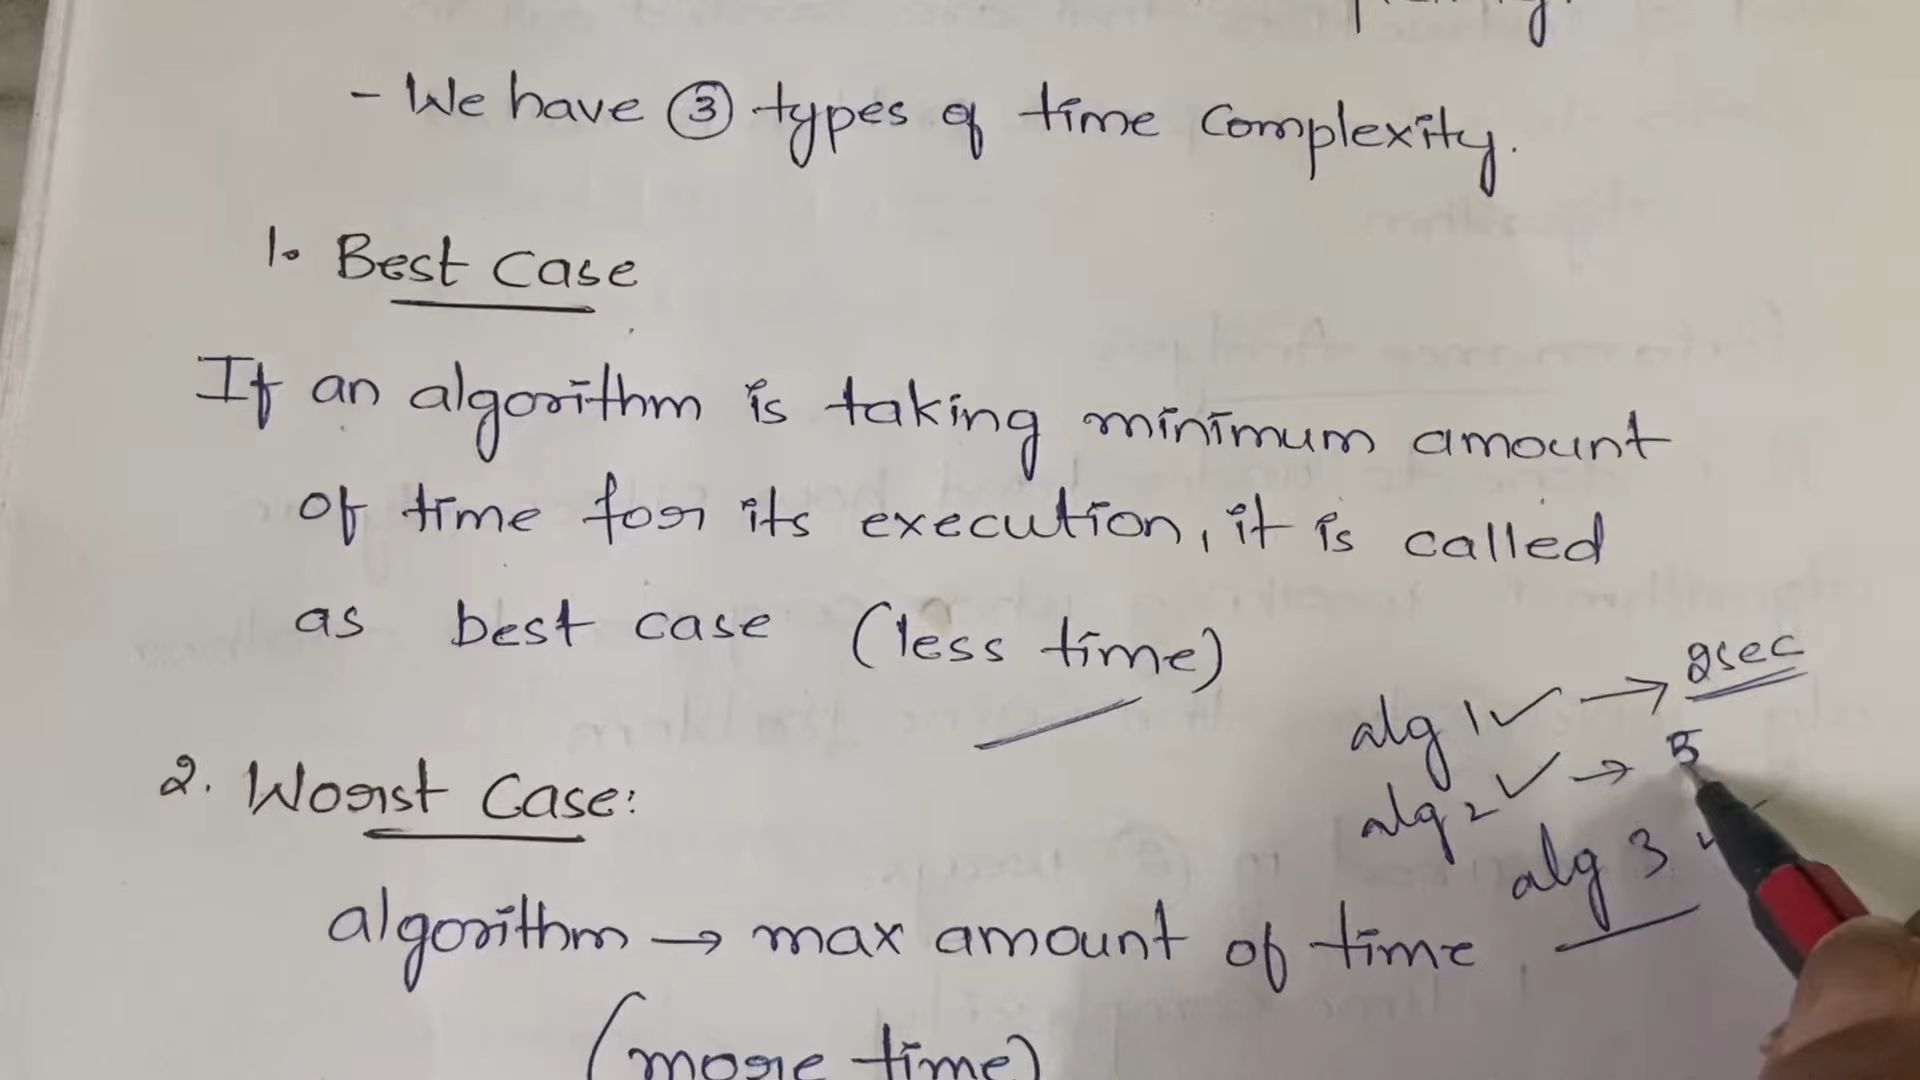 - We have ③ types of time complexity.
1. Best Case
If an algorithm is taking minimum amount
of time for its execution, it is called
as best case (less time)
alg 1✓ → 2sec
alg 2 ✓ → 5
alg 3 ✓
2. Worst Case:
algorithm → max amount of time
(more time)